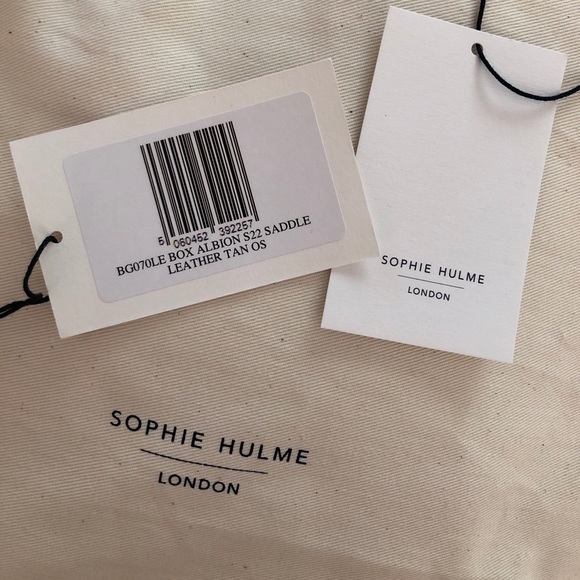 5 060452 392257
BG070LE BOX ALBION S22 SADDLE
LEATHER TAN OS
SOPHIE HULME
LONDON
SOPHIE HULME
LONDON